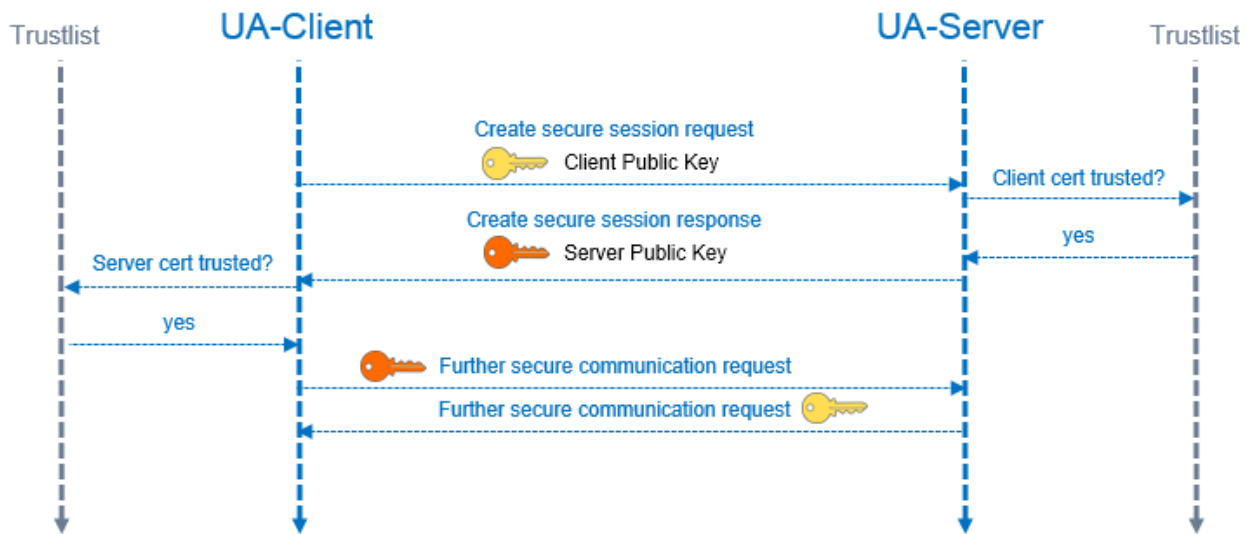 Trustlist
UA-Client
UA-Server
Trustlist
Create secure session request
Client Public Key
Client cert trusted?
Create secure session response
yes
Server Public Key
Server cert trusted?
yes
Further secure communication request
Further secure communication request